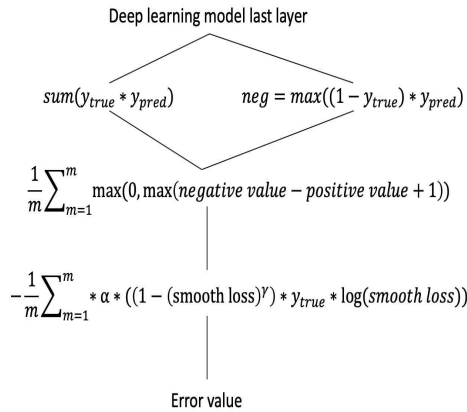 Deep learning model last layer
sum(y_true * y_pred)
neg = max((1 − y_true) * y_pred)
1/m ∑_{m=1}^{m} max(0, max(negative value − positive value + 1))
−1/m ∑_{m=1}^{m} * α * ((1 − (smooth loss)^γ) * y_true * log(smooth loss))
Error value